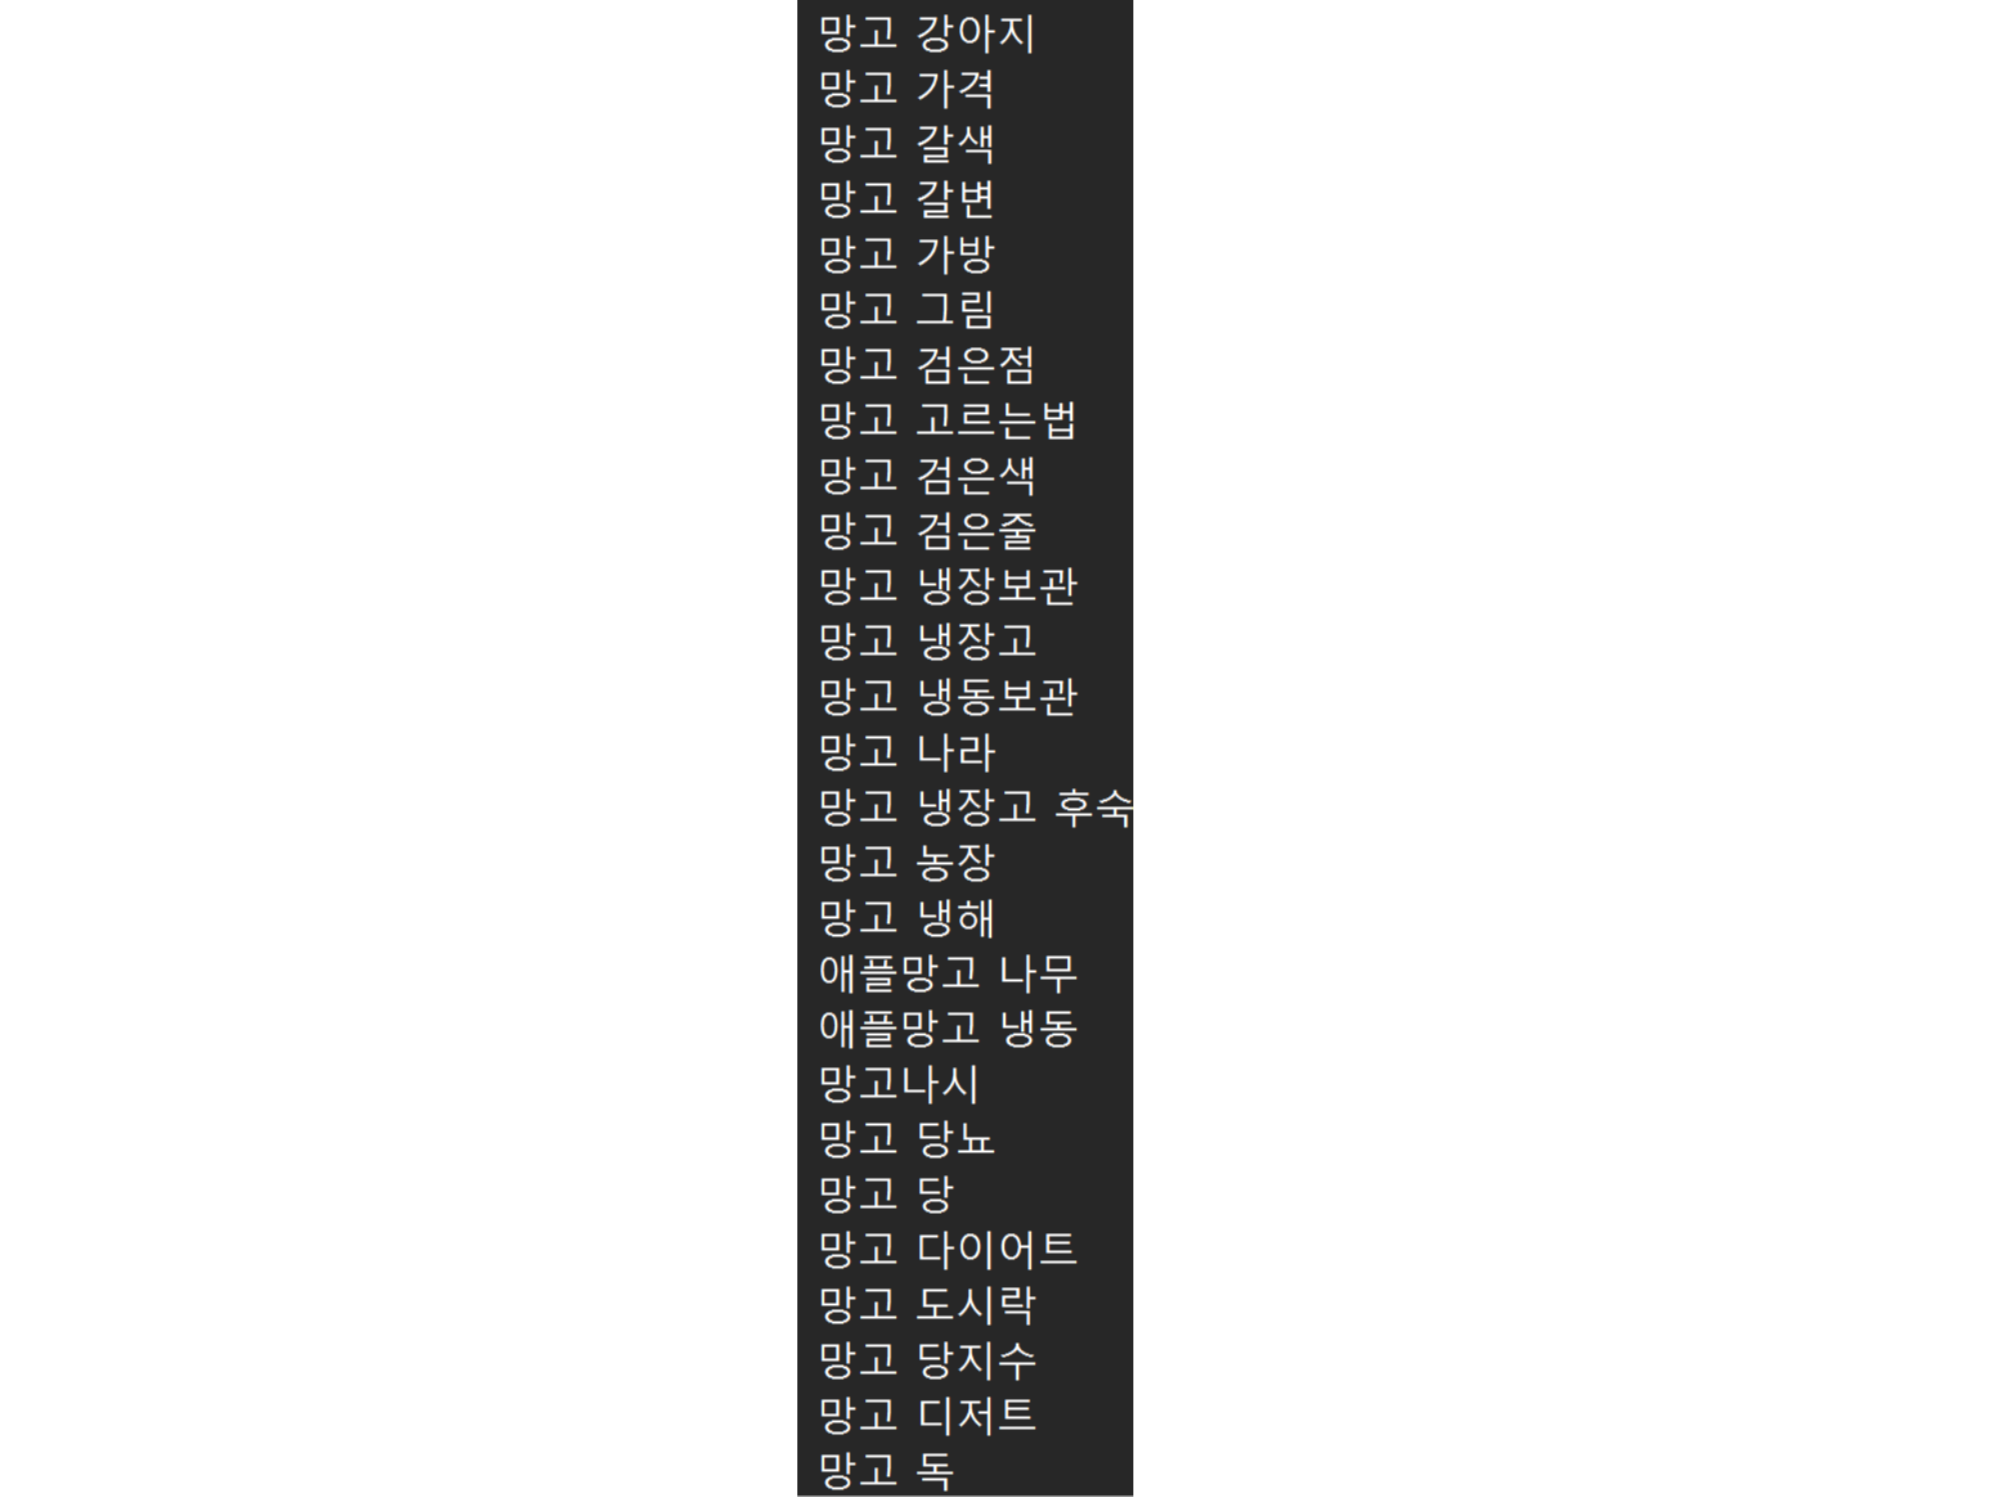 망고 강아지
망고 가격
망고 갈색
망고 갈변
망고 가방
망고 그림
망고 검은점
망고 고르는법
망고 검은색
망고 검은줄
망고 냉장보관
망고 냉장고
망고 냉동보관
망고 나라
망고 냉장고 후숙
망고 농장
망고 냉해
애플망고 나무
애플망고 냉동
망고나시
망고 당뇨
망고 당
망고 다이어트
망고 도시락
망고 당지수
망고 디저트
망고 독